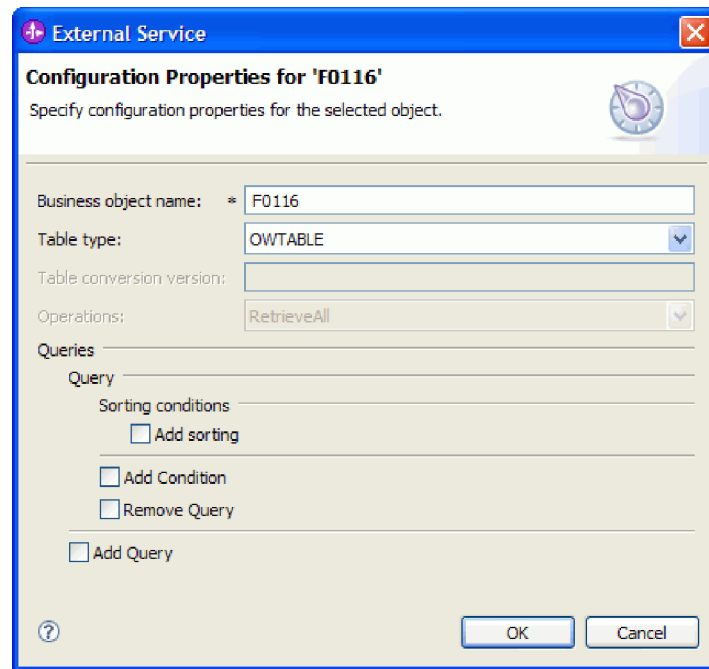 External Service
Configuration Properties for 'F0116'
Specify configuration properties for the selected object.
Business object name: * F0116
Table type: OWTABLE
Table conversion version:
Operations: RetrieveAll
Queries
Query
Sorting conditions
Add sorting
Add Condition
Remove Query
Add Query
?
OK Cancel